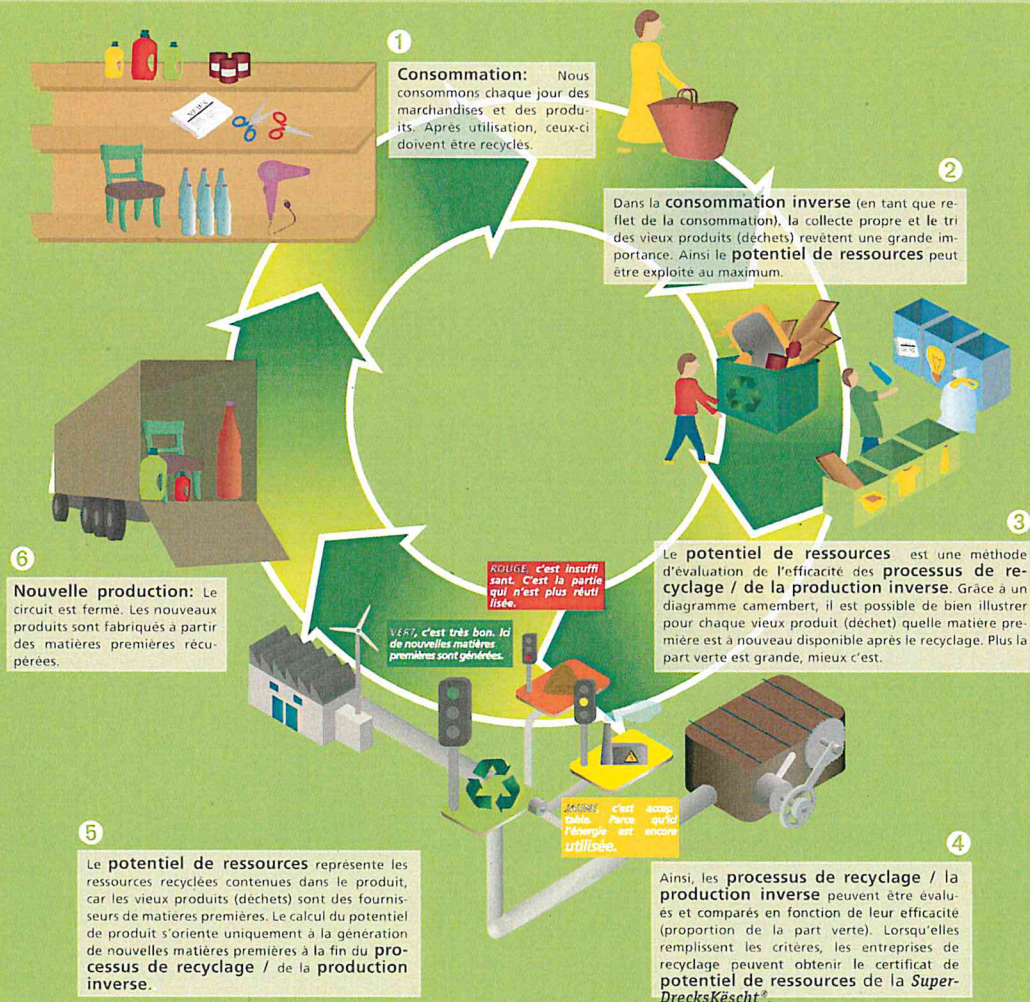 1
Consommation: Nous
consommons chaque jour des
marchandises et des produ-
its. Après utilisation, ceux-ci
doivent être recyclés.
NEWS
2
Dans la consommation inverse (en tant que re-
flet de la consommation), la collecte propre et le tri
des vieux produits (déchets) revêtent une grande im-
portance. Ainsi le potentiel de ressources peut
être exploité au maximum.
3
Le potentiel de ressources est une méthode
d'évaluation de l'efficacité des processus de re-
cyclage / de la production inverse. Grâce à un
diagramme camembert, il est possible de bien illustrer
pour chaque vieux produit (déchet) quelle matière pre-
mière est à nouveau disponible après le recyclage. Plus la
part verte est grande, mieux c'est.
6
Nouvelle production: Le
circuit est fermé. Les nouveaux
produits sont fabriqués à partir
des matières premières récu-
pérées.
ROUGE, c'est insuffi
sant. C'est la partie
qui n'est plus réuti
lisée.
VERT, c'est très bon. Ici
de nouvelles matières
premières sont générées.
JAUNE c'est accep
table. Parce qu'ici
l'énergie est encore
utilisée.
4
Ainsi, les processus de recyclage / la
production inverse peuvent être évalu-
és et comparés en fonction de leur efficacité
(proportion de la part verte). Lorsqu'elles
remplissent les critères, les entreprises de
recyclage peuvent obtenir le certificat de
potentiel de ressources de la Super-
DrecksKëscht®
5
Le potentiel de ressources représente les
ressources recyclées contenues dans le produit,
car les vieux produits (déchets) sont des fournis-
seurs de matières premières. Le calcul du potentiel
de produit s'oriente uniquement à la génération
de nouvelles matières premières à la fin du pro-
cessus de recyclage / de la production
inverse.